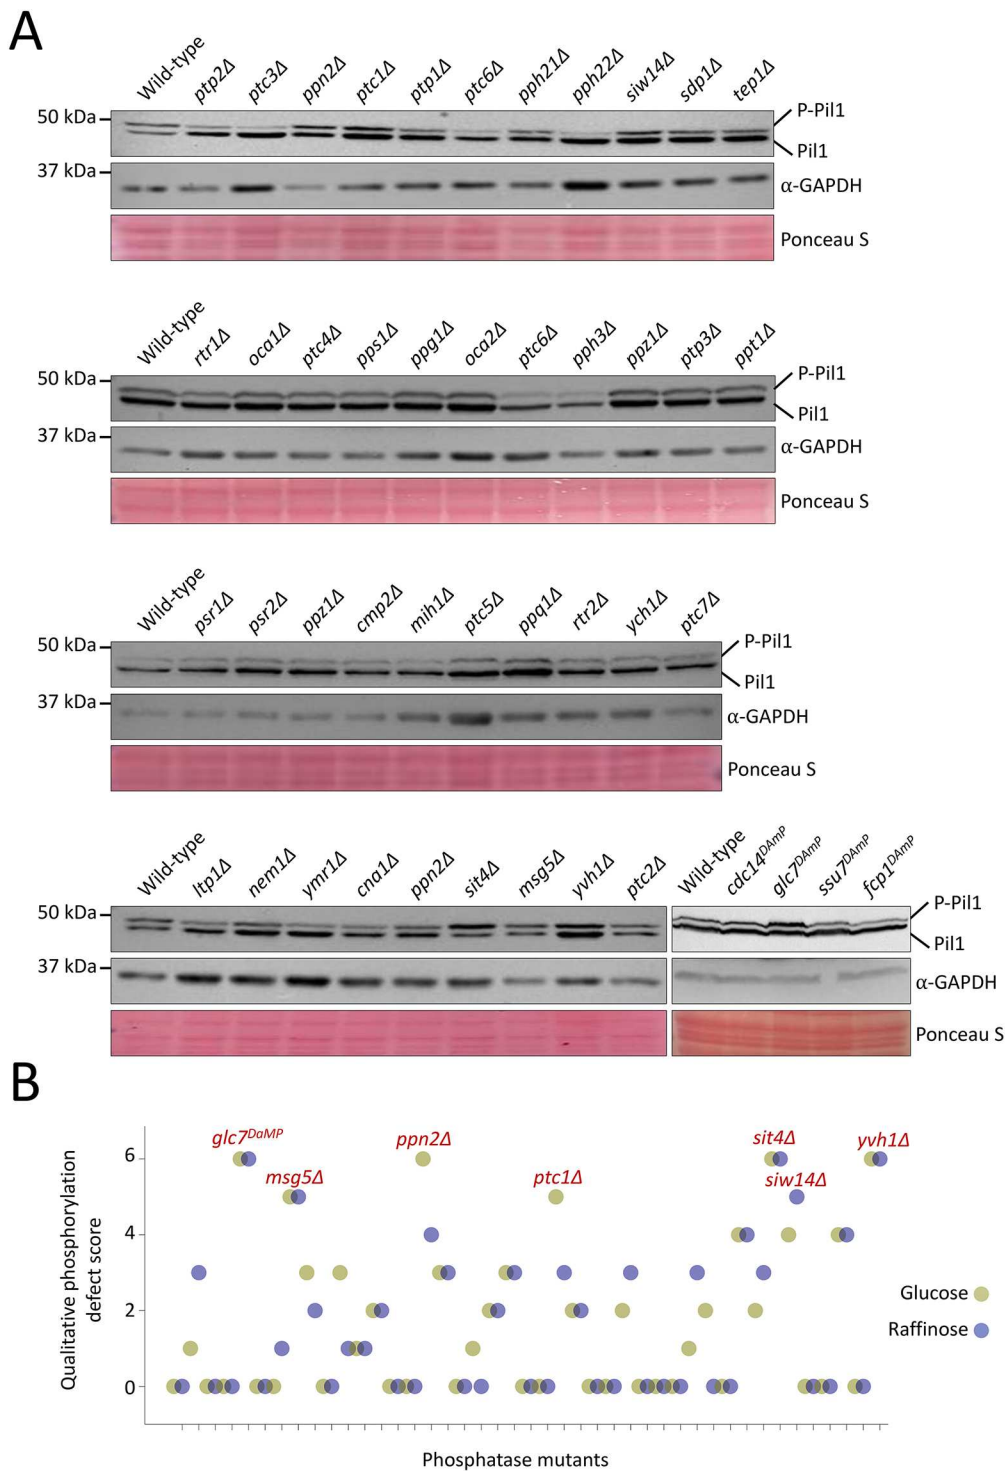 A
Wild-type ptp2Δ ptc3Δ ppn2Δ ptc1Δ ptp1Δ ptc6Δ pph21Δ pph22Δ siw14Δ sdp1Δ tep1Δ
50 kDa
P-Pil1
Pil1
37 kDa
α-GAPDH
Ponceau S
Wild-type rtr1Δ oca1Δ ptc4Δ pps1Δ ppg1Δ oca2Δ ptc6Δ pph3Δ ppz1Δ ptp3Δ ppt1Δ
50 kDa
P-Pil1
Pil1
37 kDa
α-GAPDH
Ponceau S
Wild-type psr1Δ psr2Δ ppz1Δ cmp2Δ mih1Δ ptc5Δ ppq1Δ rtr2Δ ych1Δ ptc7Δ
50 kDa
P-Pil1
Pil1
37 kDa
α-GAPDH
Ponceau S
Wild-type ltp1Δ nem1Δ ymr1Δ cna1Δ ppn2Δ sit4Δ msg5Δ yvh1Δ ptc2Δ Wild-type cdc14DAmP glc7DAmP ssu7DAmP fcp1DAmP
50 kDa
P-Pil1
Pil1
37 kDa
α-GAPDH
Ponceau S
B
Qualitative phosphorylation
defect score
6
4
2
0
glc7DaMP
msg5Δ
ppn2Δ
ptc1Δ
sit4Δ
siw14Δ
yvh1Δ
Glucose
Raffinose
Phosphatase mutants